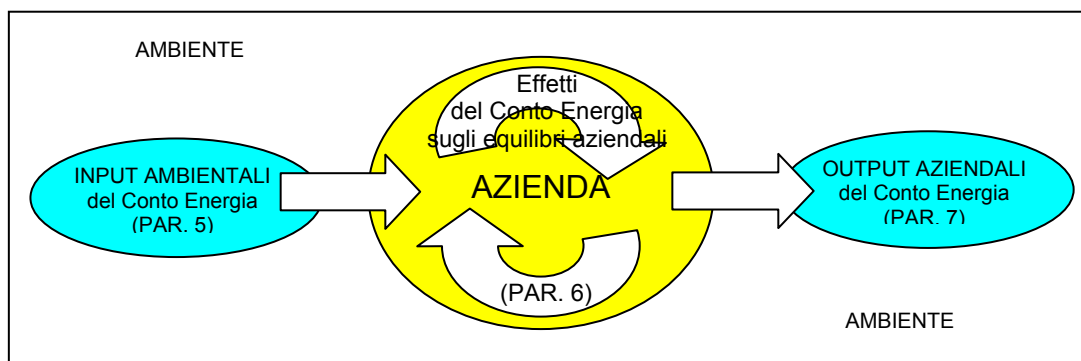 AMBIENTE
Effetti
del Conto Energia
sugli equilibri aziendali
INPUT AMBIENTALI
del Conto Energia
(PAR. 5)
AZIENDA
OUTPUT AZIENDALI
del Conto Energia
(PAR. 7)
(PAR. 6)
AMBIENTE